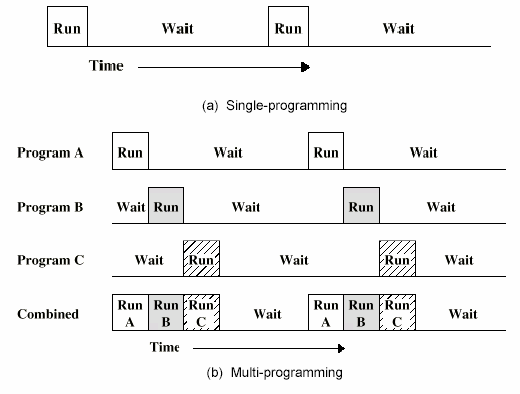 Run Wait Run Wait
Time
(a) Single-programming
Program A Run Wait Run Wait
Program B Wait Run Wait Run Wait
Program C Wait Run Wait Run Wait
Combined Run A Run B Run C Wait Run A Run B Run C Wait
Time
(b) Multi-programming